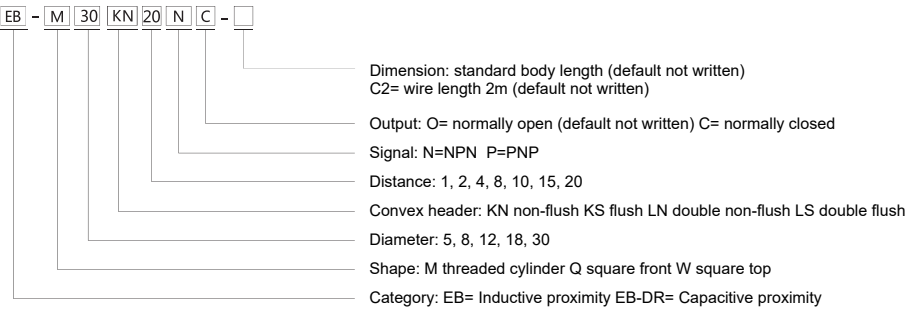 EB - M 30 KN 20 N C -
Dimension: standard body length (default not written)
C2= wire length 2m (default not written)
Output: O= normally open (default not written) C= normally closed
Signal: N=NPN P=PNP
Distance: 1, 2, 4, 8, 10, 15, 20
Convex header: KN non-flush KS flush LN double non-flush LS double flush
Diameter: 5, 8, 12, 18, 30
Shape: M threaded cylinder Q square front W square top
Category: EB= Inductive proximity EB-DR= Capacitive proximity